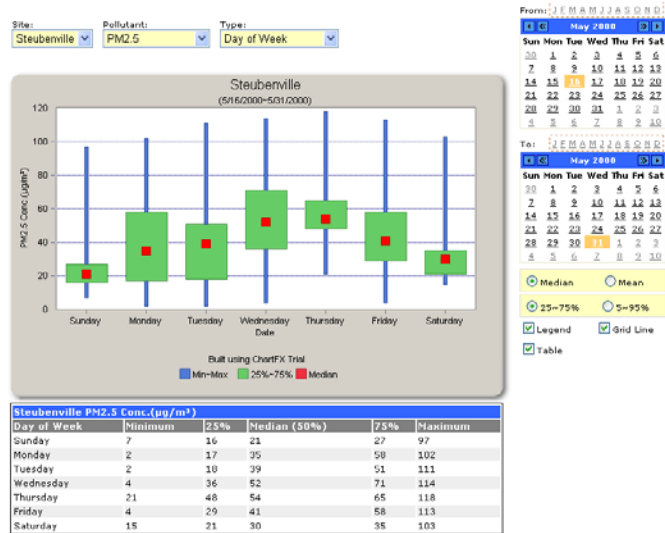 Site: Pollutant: Type:
Steubenville PM2.5 Day of Week
Steubenville
(5/16/2000~5/31/2000)
PM2.5 Conc.(µg/m³)
120
100
80
60
40
20
0
Sunday Monday Tuesday Wednesday Thursday Friday Saturday
Date
Built using ChartFX Trial
Min-Max 25%-75% Median
Steubenville PM2.5 Conc.(µg/m³)
Day of Week Minimum 25% Median (50%) 75% Maximum
Sunday 7 16 21 27 97
Monday 2 17 35 58 102
Tuesday 2 18 39 51 111
Wednesday 4 36 52 71 114
Thursday 21 48 54 65 118
Friday 4 29 41 58 113
Saturday 15 21 30 35 103
From: J F M A M J J A S O N D
May 2000
Sun Mon Tue Wed Thu Fri Sat
30 1 2 3 4 5 6
7 8 9 10 11 12 13
14 15 16 17 18 19 20
21 22 23 24 25 26 27
28 29 30 31 1 2 3
4 5 6 7 8 9 10
To: J F M A M J J A S O N D
May 2000
Sun Mon Tue Wed Thu Fri Sat
30 1 2 3 4 5 6
7 8 9 10 11 12 13
14 15 16 17 18 19 20
21 22 23 24 25 26 27
28 29 30 31 1 2 3
4 5 6 7 8 9 10
Median Mean
25~75% 5~95%
Legend Grid Line
Table